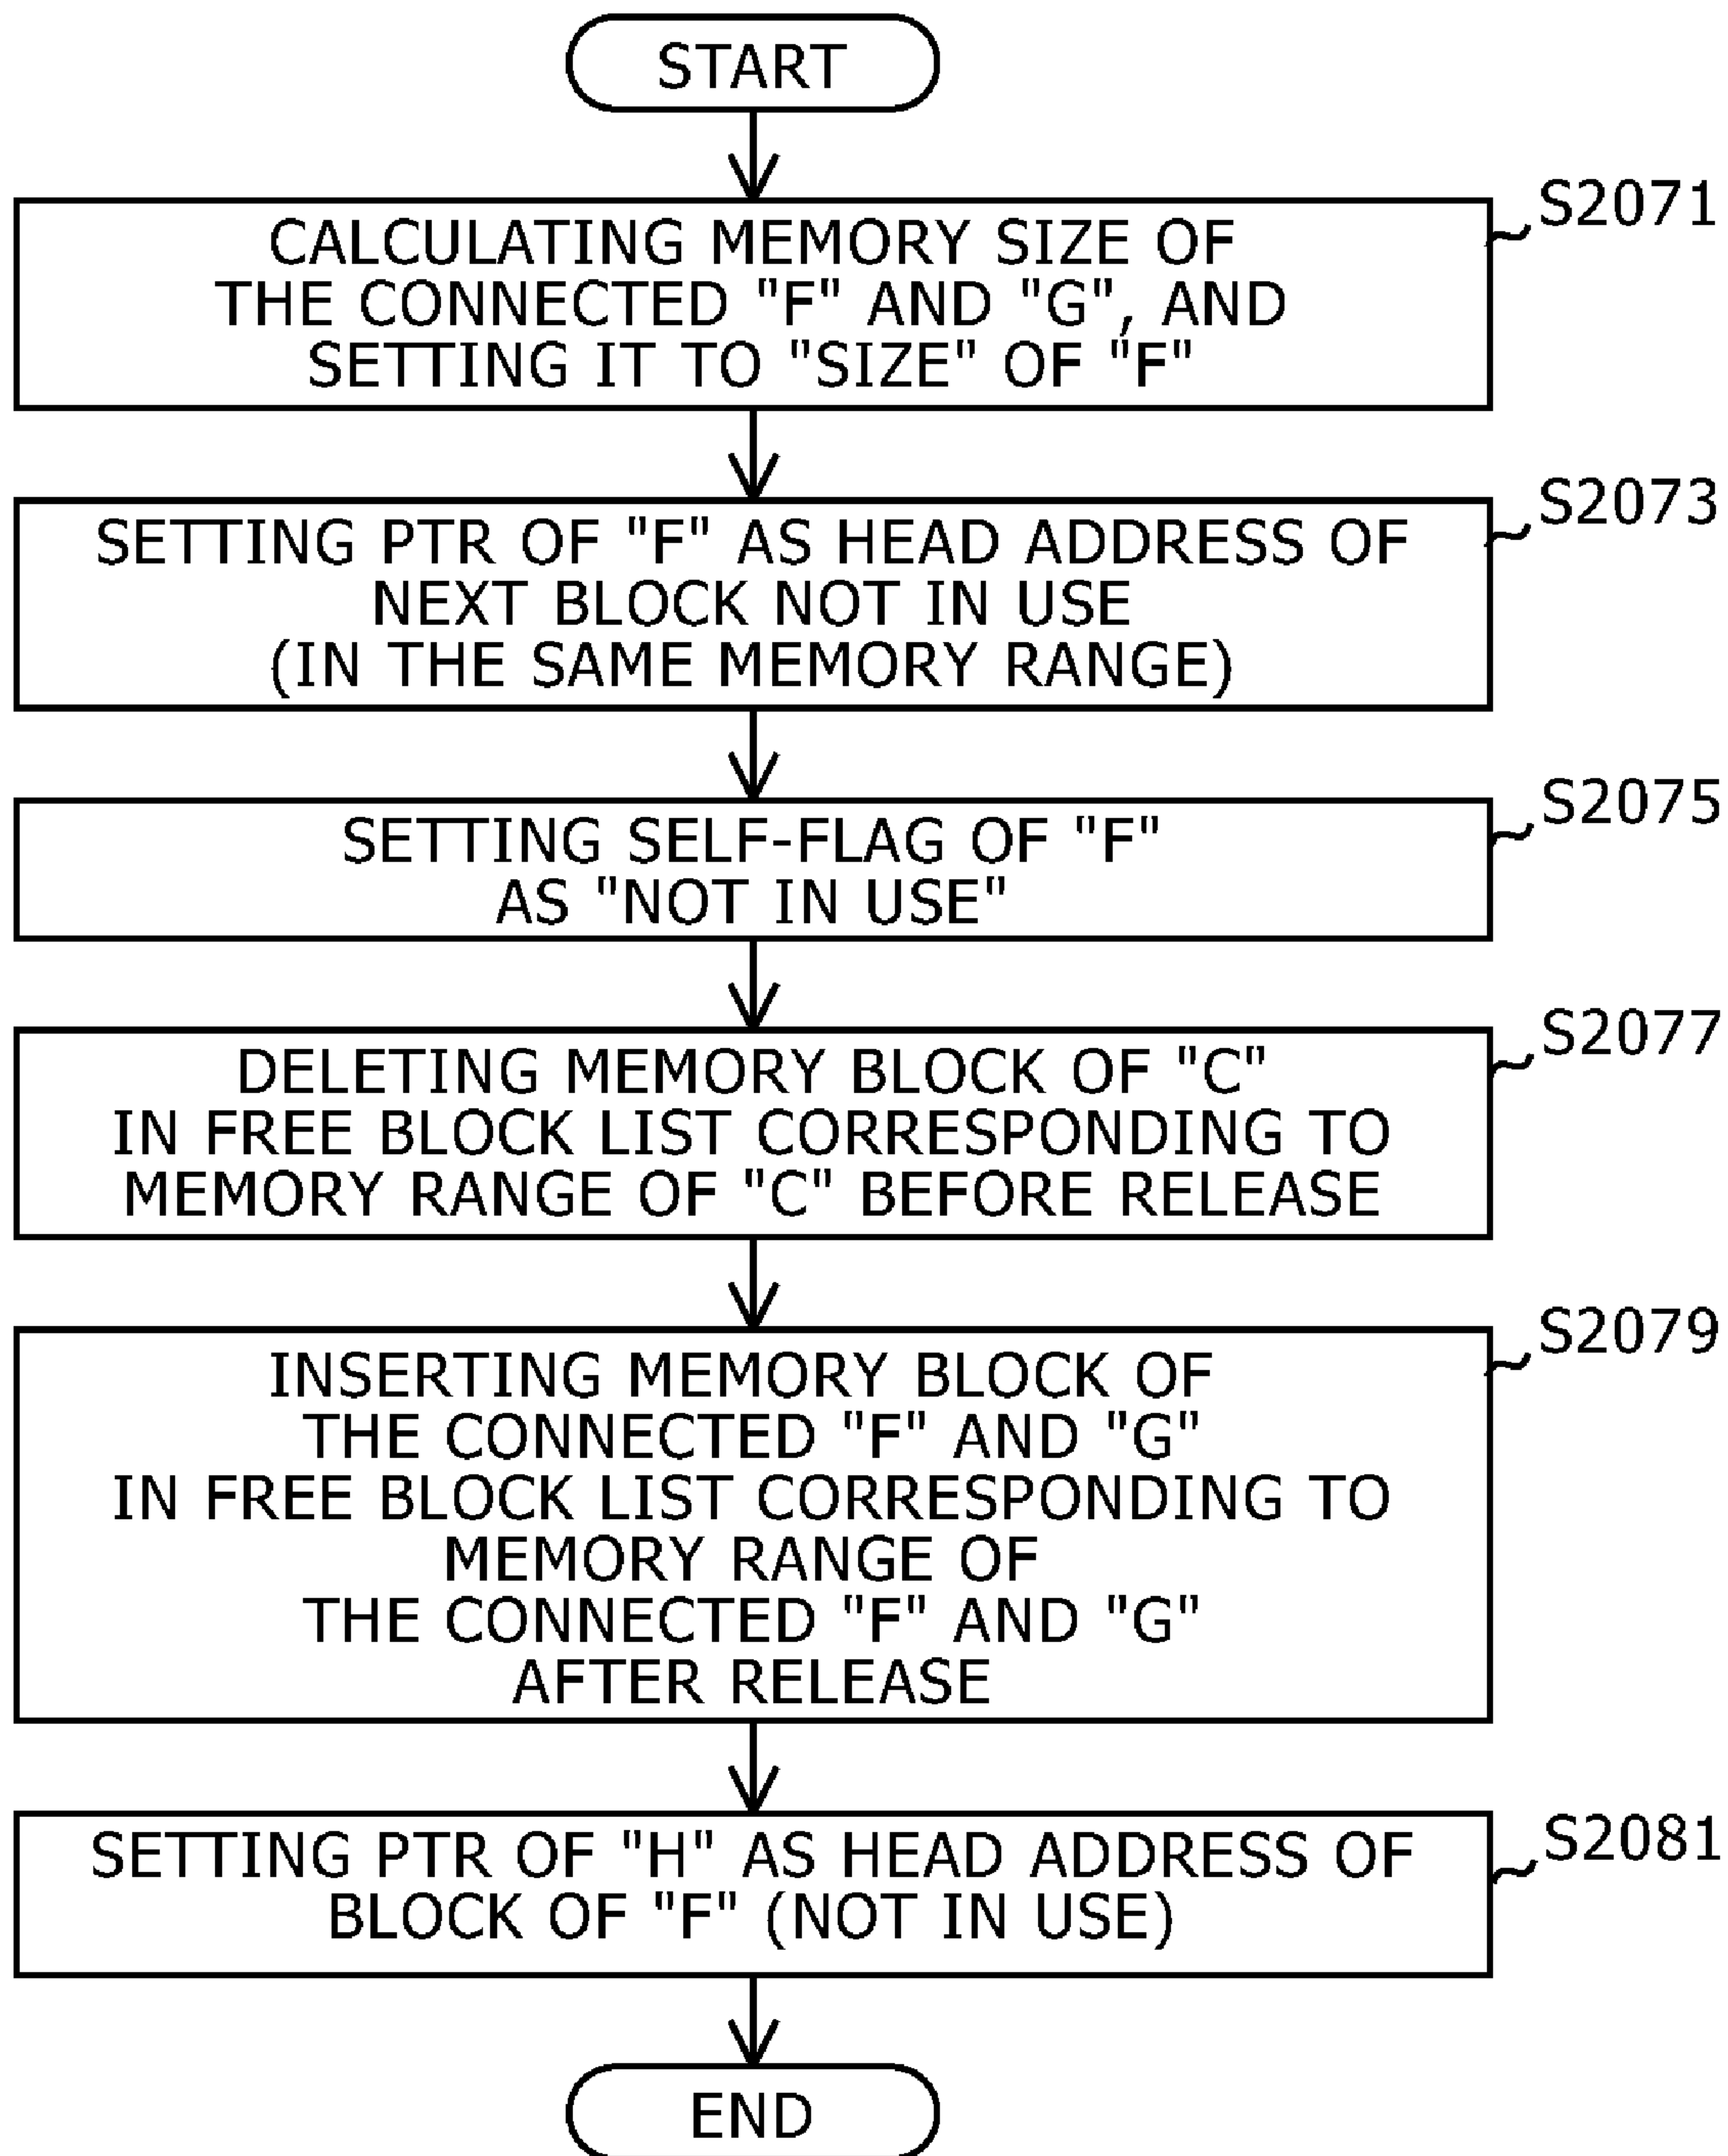 START
S2071
CALCULATING MEMORY SIZE OF
THE CONNECTED "F" AND "G", AND
SETTING IT TO "SIZE" OF "F"
S2073
SETTING PTR OF "F" AS HEAD ADDRESS OF
NEXT BLOCK NOT IN USE
(IN THE SAME MEMORY RANGE)
S2075
SETTING SELF-FLAG OF "F"
AS "NOT IN USE"
S2077
DELETING MEMORY BLOCK OF "C"
IN FREE BLOCK LIST CORRESPONDING TO
MEMORY RANGE OF "C" BEFORE RELEASE
S2079
INSERTING MEMORY BLOCK OF
THE CONNECTED "F" AND "G"
IN FREE BLOCK LIST CORRESPONDING TO
MEMORY RANGE OF
THE CONNECTED "F" AND "G"
AFTER RELEASE
S2081
SETTING PTR OF "H" AS HEAD ADDRESS OF
BLOCK OF "F" (NOT IN USE)
END